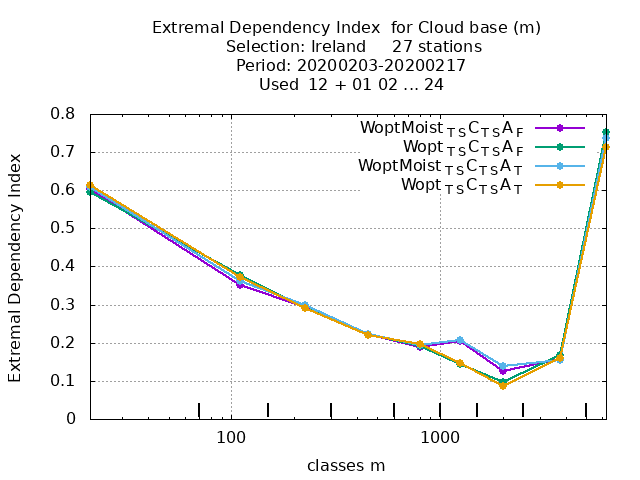 Extremal Dependency Index for Cloud base (m)
Selection: Ireland 27 stations
Period: 20200203-20200217
Used 12 + 01 02 ... 24
Extremal Dependency Index
0.8
0.7
0.6
0.5
0.4
0.3
0.2
0.1
0
WoptMoist TS C TS A F
Wopt TS C TS A F
WoptMoist TS C TS A T
Wopt TS C TS A T
100
1000
classes m